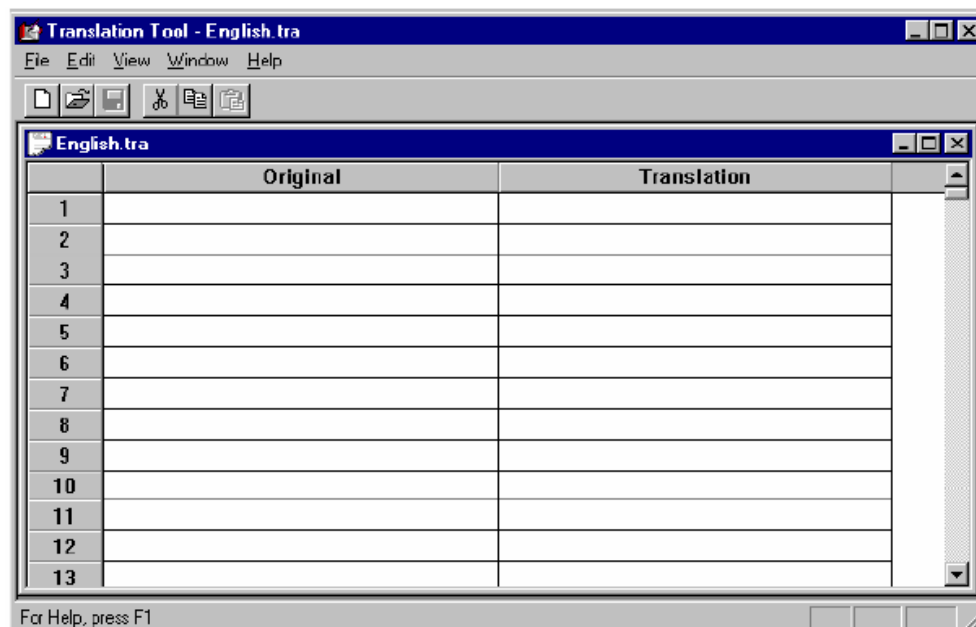 Translation Tool - English.tra
File Edit View Window Help
English.tra
Original Translation
1
2
3
4
5
6
7
8
9
10
11
12
13
For Help, press F1